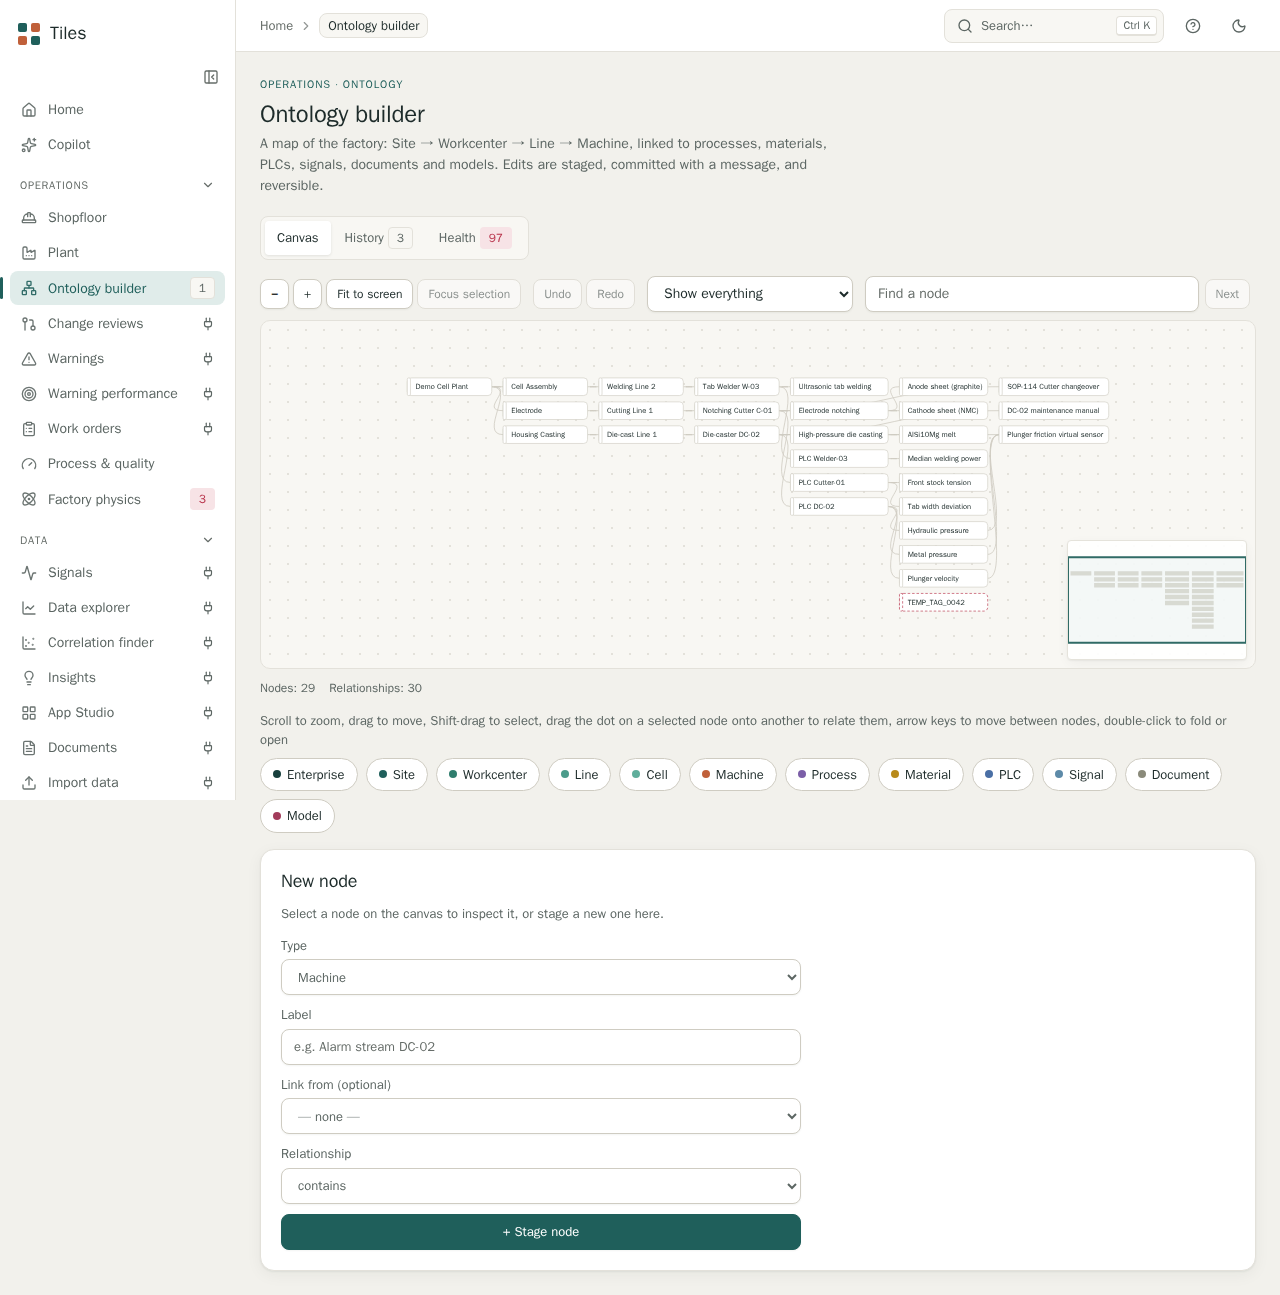 Tiles
Home
Copilot
OPERATIONS
Shopfloor
Plant
Ontology builder 1
Change reviews
Warnings
Warning performance
Work orders
Process & quality
Factory physics 3
DATA
Signals
Data explorer
Correlation finder
Insights
App Studio
Documents
Import data
Home > Ontology builder
Search… Ctrl K
OPERATIONS · ONTOLOGY
Ontology builder
A map of the factory: Site → Workcenter → Line → Machine, linked to processes, materials,
PLCs, signals, documents and models. Edits are staged, committed with a message, and
reversible.
Canvas History 3 Health 97
− + Fit to screen Focus selection Undo Redo Show everything Find a node Next
Demo Cell Plant Cell Assembly Welding Line 2 Tab Welder W-03 Ultrasonic tab welding Anode sheet (graphite) SOP-114 Cutter changeover
Electrode Cutting Line 1 Notching Cutter C-01 Electrode notching Cathode sheet (NMC) DC-02 maintenance manual
Housing Casting Die-cast Line 1 Die-caster DC-02 High-pressure die casting AlSi10Mg melt Plunger friction virtual sensor
PLC Welder-03 Median welding power
PLC Cutter-01 Front stock tension
PLC DC-02 Tab width deviation
Hydraulic pressure
Metal pressure
Plunger velocity
TEMP_TAG_0042
Nodes: 29 Relationships: 30
Scroll to zoom, drag to move, Shift-drag to select, drag the dot on a selected node onto another to relate them, arrow keys to move between nodes, double-click to fold or
open
Enterprise Site Workcenter Line Cell Machine Process Material PLC Signal Document
Model
New node
Select a node on the canvas to inspect it, or stage a new one here.
Type
Machine
Label
e.g. Alarm stream DC-02
Link from (optional)
— none —
Relationship
contains
+ Stage node